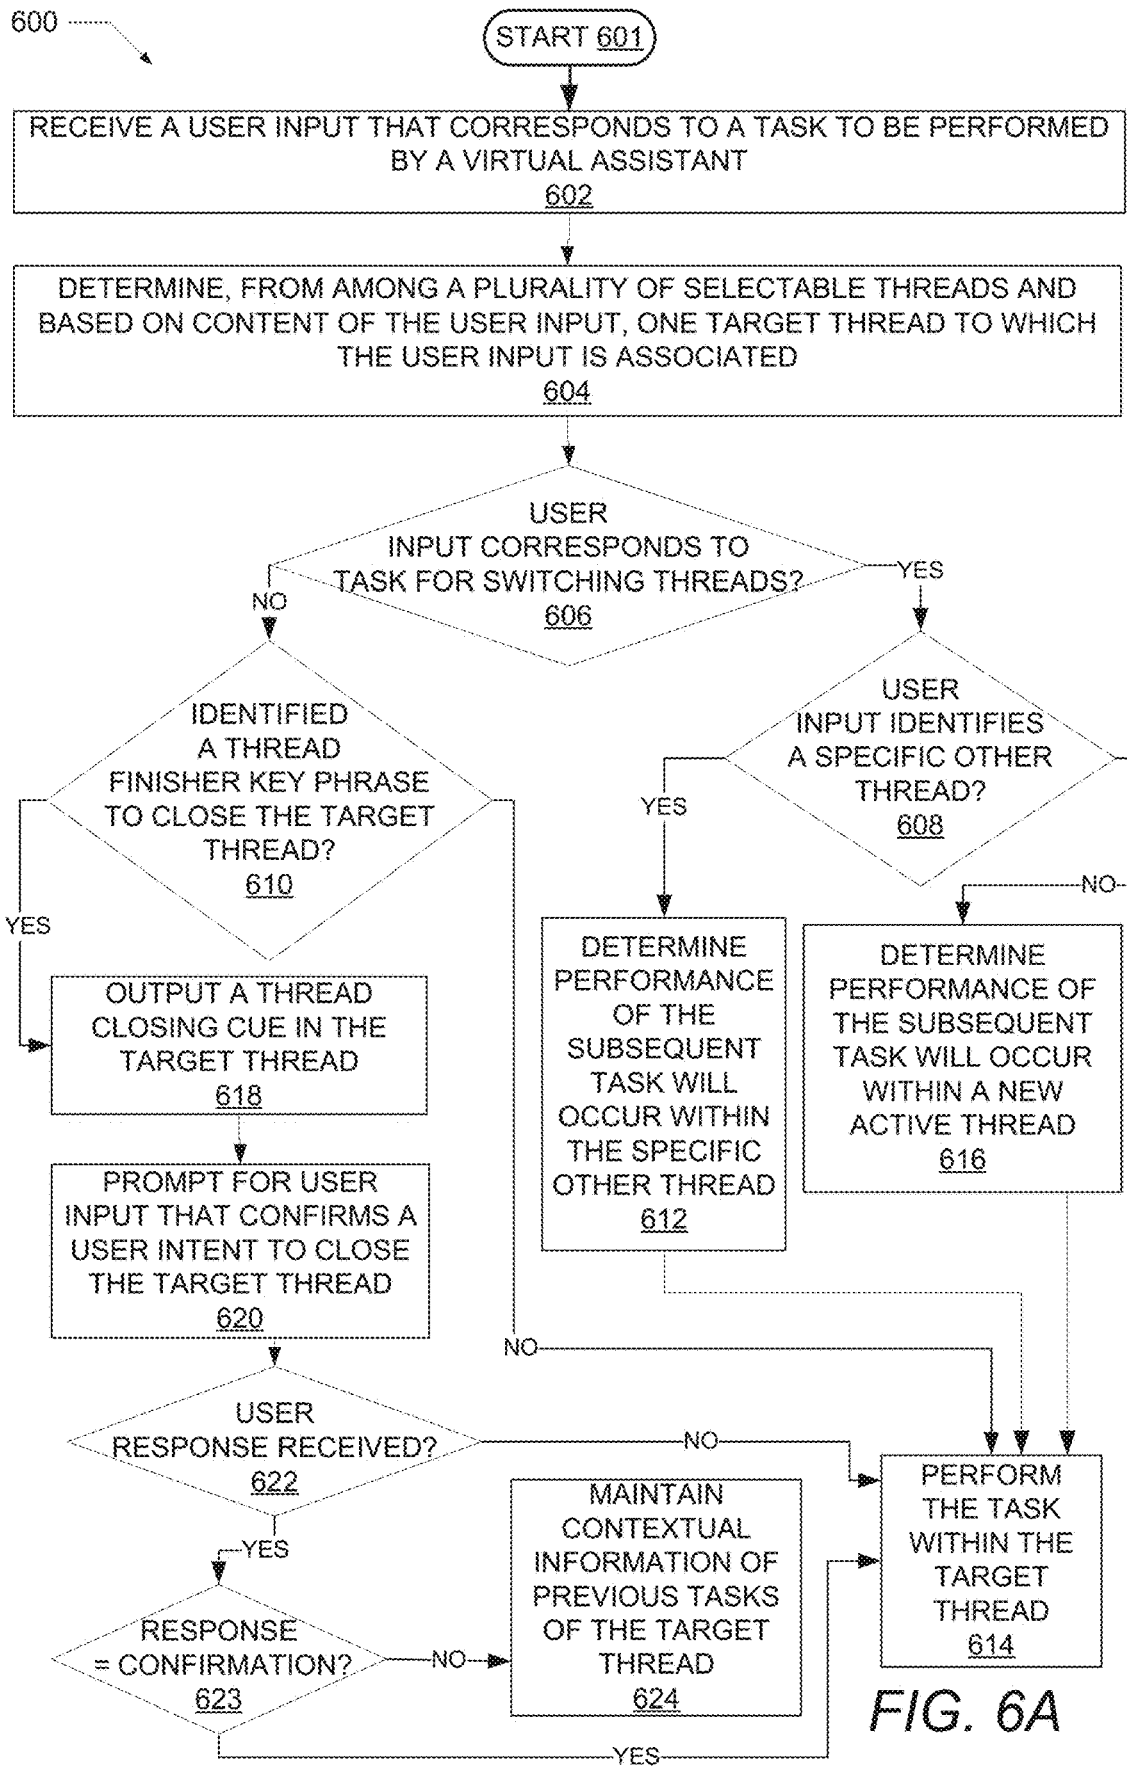 600
START 601
RECEIVE A USER INPUT THAT CORRESPONDS TO A TASK TO BE PERFORMED
BY A VIRTUAL ASSISTANT
602
DETERMINE, FROM AMONG A PLURALITY OF SELECTABLE THREADS AND
BASED ON CONTENT OF THE USER INPUT, ONE TARGET THREAD TO WHICH
THE USER INPUT IS ASSOCIATED
604
USER
INPUT CORRESPONDS TO
TASK FOR SWITCHING THREADS?
606
YES
NO
USER
INPUT IDENTIFIES
A SPECIFIC OTHER
THREAD?
608
IDENTIFIED
A THREAD
FINISHER KEY PHRASE
TO CLOSE THE TARGET
THREAD?
610
YES
NO
YES
DETERMINE
PERFORMANCE
OF THE
SUBSEQUENT
TASK WILL
OCCUR WITHIN
THE SPECIFIC
OTHER THREAD
612
DETERMINE
PERFORMANCE OF
THE SUBSEQUENT
TASK WILL OCCUR
WITHIN A NEW
ACTIVE THREAD
616
OUTPUT A THREAD
CLOSING CUE IN THE
TARGET THREAD
618
PROMPT FOR USER
INPUT THAT CONFIRMS A
USER INTENT TO CLOSE
THE TARGET THREAD
620
NO
USER
RESPONSE RECEIVED?
622
NO
YES
MAINTAIN
CONTEXTUAL
INFORMATION OF
PREVIOUS TASKS
OF THE TARGET
THREAD
624
PERFORM
THE TASK
WITHIN THE
TARGET
THREAD
614
RESPONSE
= CONFIRMATION?
623
NO
YES
FIG. 6A